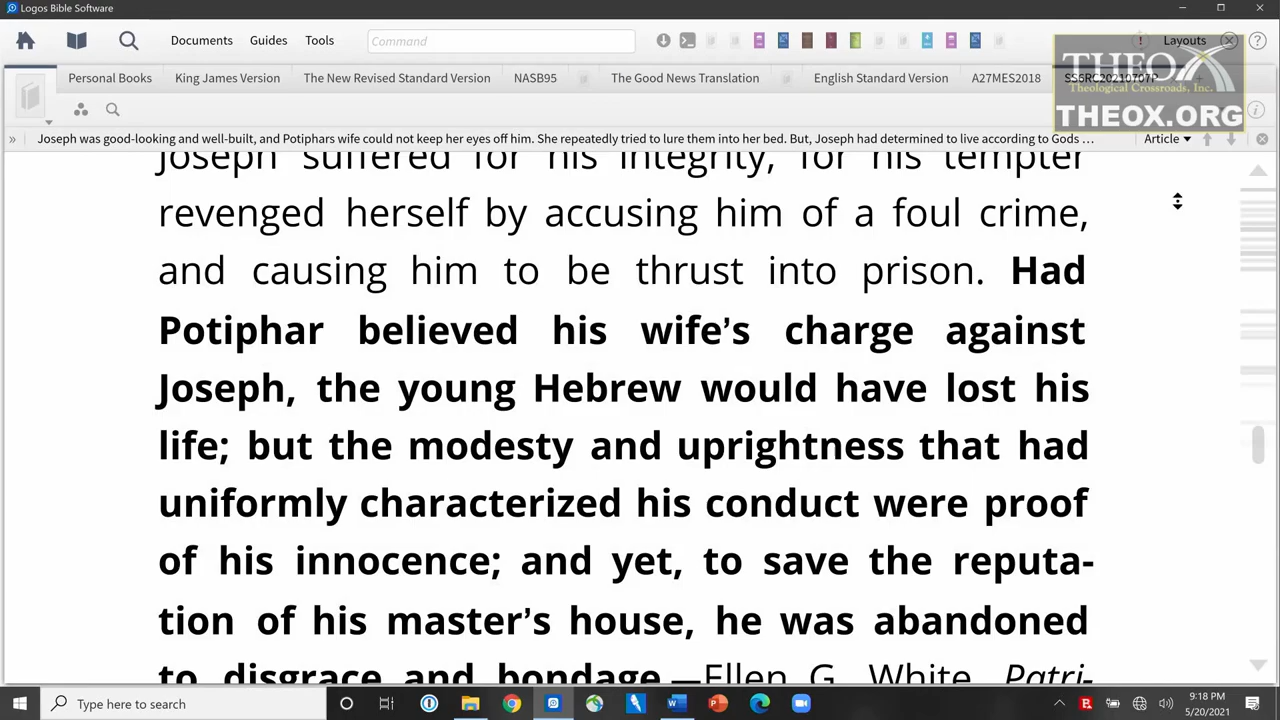 Logos Bible Software
Documents Guides Tools Command Layouts
Personal Books King James Version The New Revised Standard Version NASB95 The Good News Translation English Standard Version A27MES2018 SS6RC20210707P
THEOX
Theological Crossroads, Inc.
THEOX.ORG
Joseph was good-looking and well-built, and Potiphars wife could not keep her eyes off him. She repeatedly tried to lure them into her bed. But, Joseph had determined to live according to Gods ... Article
Joseph suffered for his integrity, for his tempter
revenged herself by accusing him of a foul crime,
and causing him to be thrust into prison. Had
Potiphar believed his wife’s charge against
Joseph, the young Hebrew would have lost his
life; but the modesty and uprightness that had
uniformly characterized his conduct were proof
of his innocence; and yet, to save the reputa-
tion of his master’s house, he was abandoned
to disgrace and bondage.—Ellen G. White, Patri-
Type here to search
9:18 PM
5/20/2021